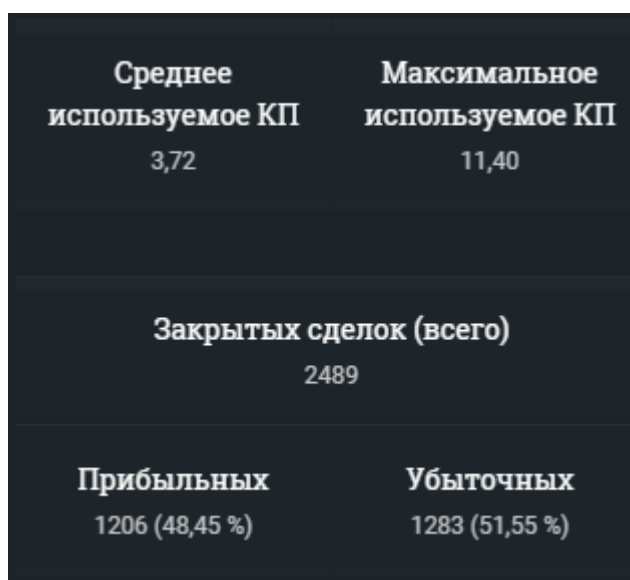 Среднее
используемое КП
3,72
Максимальное
используемое КП
11,40
Закрытых сделок (всего)
2489
Прибыльных
1206 (48,45 %)
Убыточных
1283 (51,55 %)